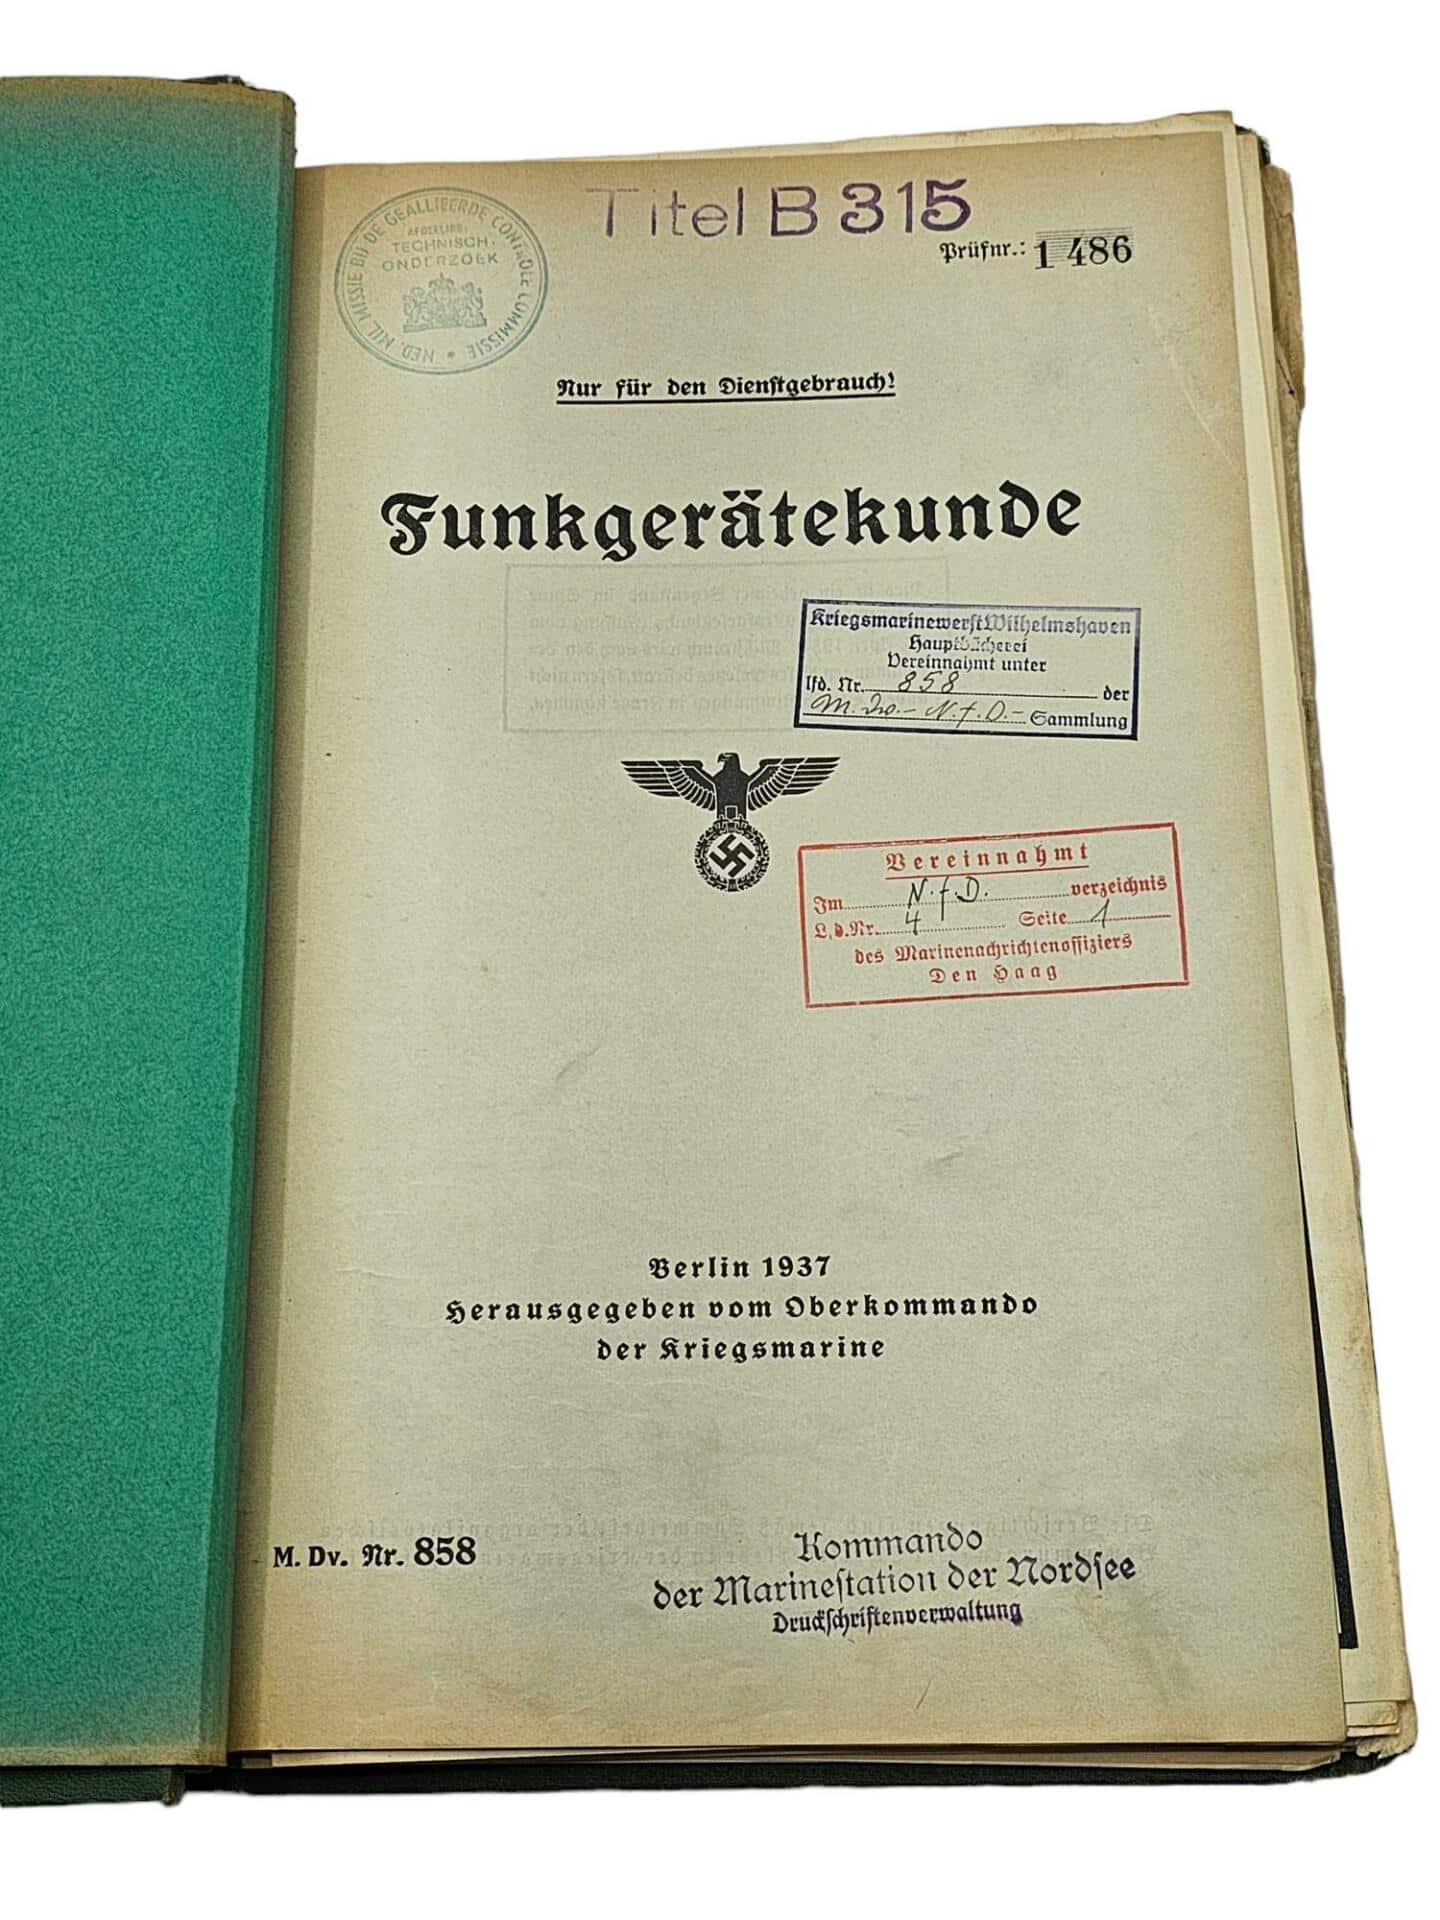 Titel B 315
NED. MIL. MISSIE BIJ DE GEALLIEERDE CONTROLE COMMISSIE
AFDEELING:
TECHNISCH.
ONDERZOEK
Prüfnr.: 1 486
Nur für den Dienstgebrauch!
Funkgerätekunde
Kriegsmarinewerft Wilhelmshaven
Hauptbücherei
Vereinnahmt unter
lfd. Nr. 858 der
M. Dv. - N.f.D. - Sammlung
Vereinnahmt
Im N.f.D. verzeichnis
L.d.Nr. 4 Seite 1
des Marinenachrichtenoffiziers
Den Haag
Berlin 1937
Herausgegeben vom Oberkommando
der Kriegsmarine
M. Dv. Nr. 858
Kommando
der Marinestation der Nordsee
Druckschriftenverwaltung